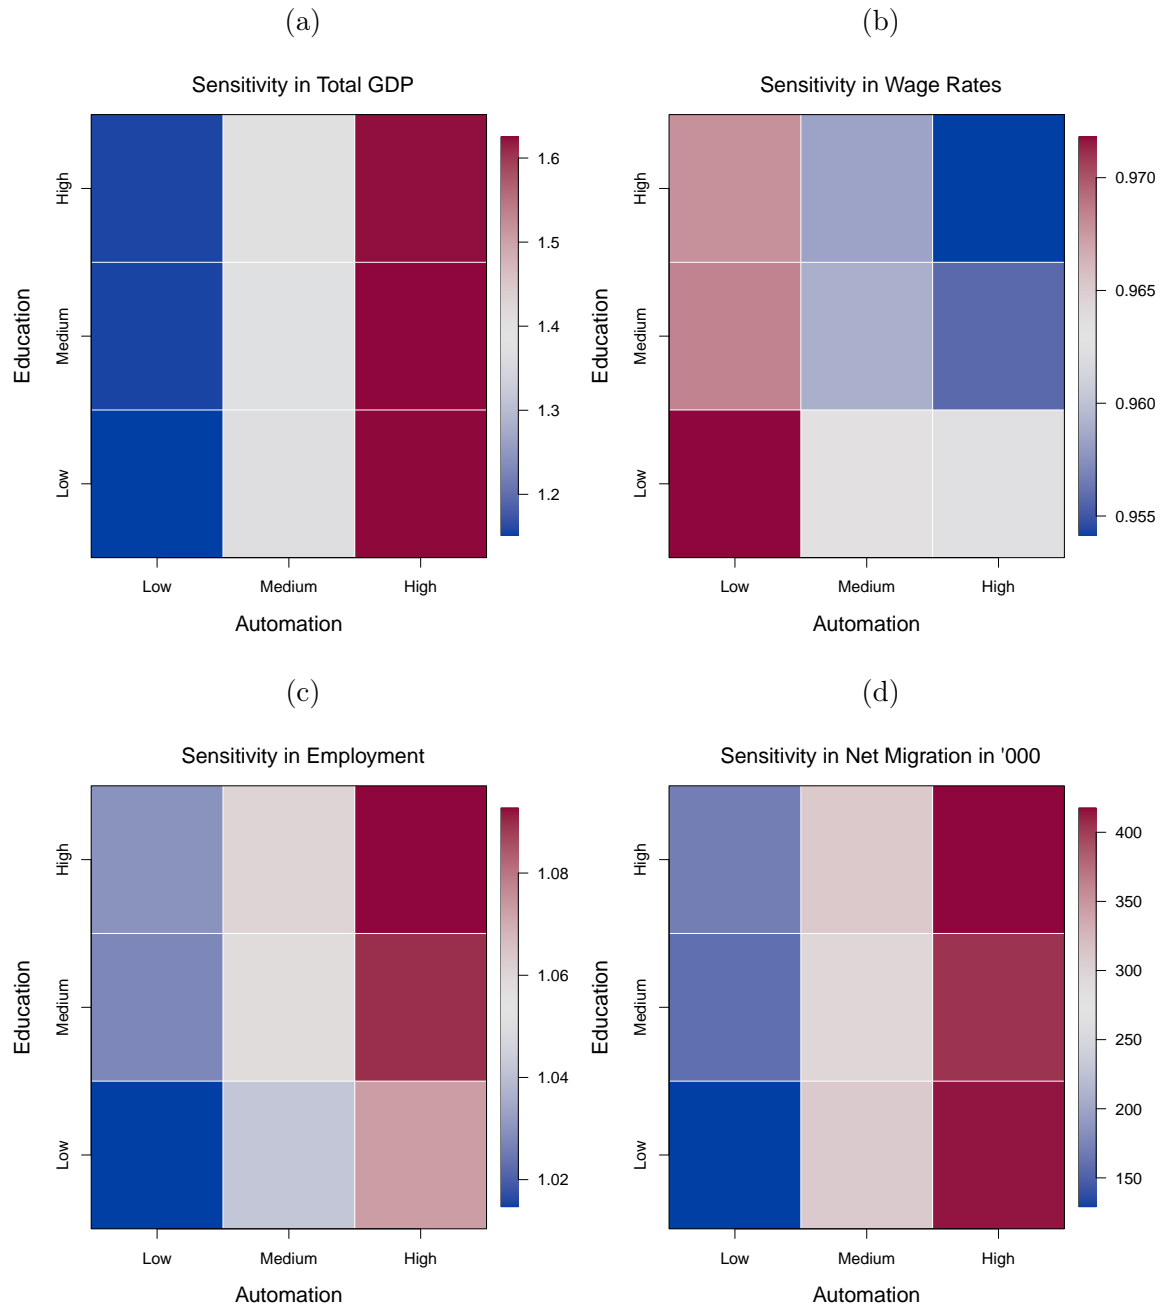 (a)
Sensitivity in Total GDP
High
Medium
Low
Education
Low Medium High
Automation
1.6
1.5
1.4
1.3
1.2
(b)
Sensitivity in Wage Rates
High
Medium
Low
Education
Low Medium High
Automation
0.970
0.965
0.960
0.955
(c)
Sensitivity in Employment
High
Medium
Low
Education
Low Medium High
Automation
1.08
1.06
1.04
1.02
(d)
Sensitivity in Net Migration in '000
High
Medium
Low
Education
Low Medium High
Automation
400
350
300
250
200
150